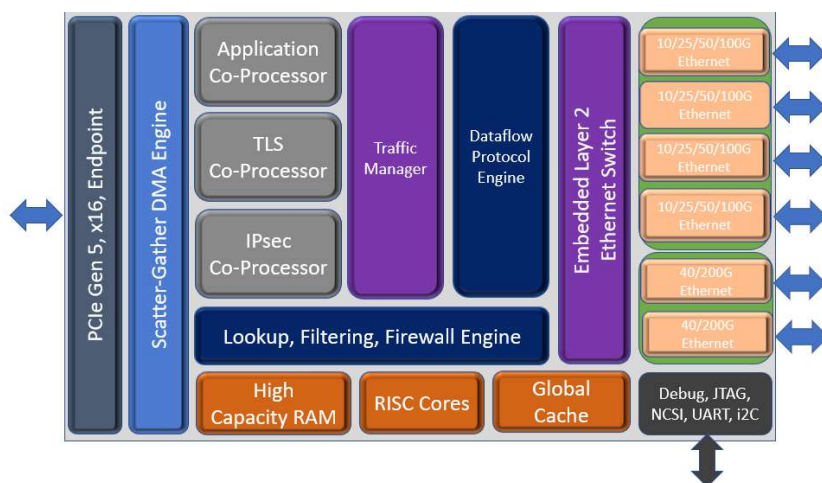 PCIe Gen 5, x16, Endpoint
Scatter-Gather DMA Engine
Application
Co-Processor
TLS
Co-Processor
IPsec
Co-Processor
Traffic
Manager
Dataflow
Protocol
Engine
Lookup, Filtering, Firewall Engine
High
Capacity RAM
RISC Cores
Global
Cache
Embedded Layer 2
Ethernet Switch
10/25/50/100G
Ethernet
10/25/50/100G
Ethernet
10/25/50/100G
Ethernet
10/25/50/100G
Ethernet
40/200G
Ethernet
40/200G
Ethernet
Debug, JTAG,
NCSI, UART, i2C